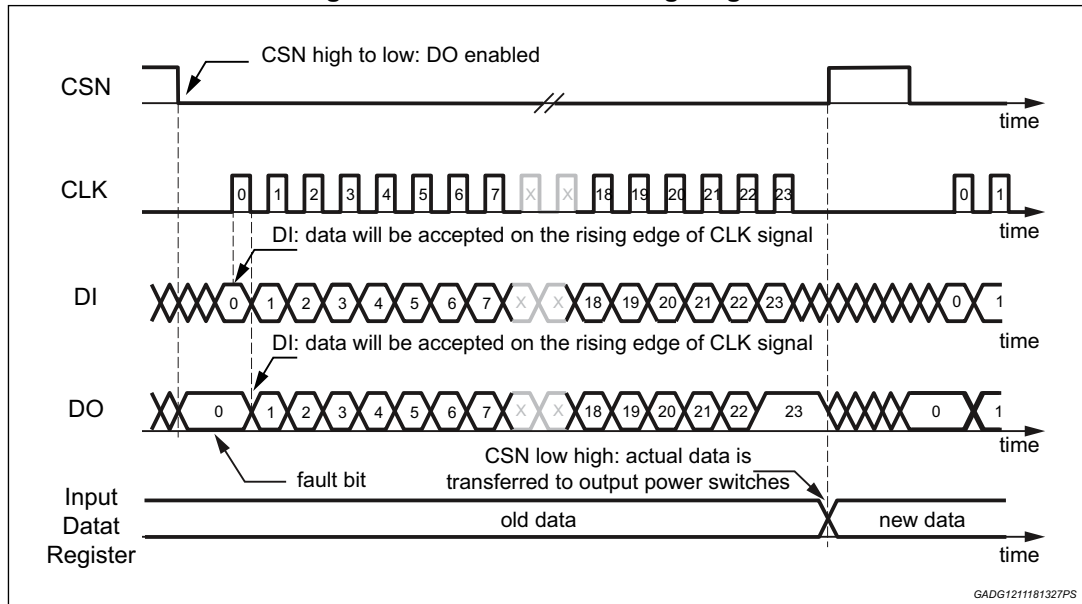 CSN high to low: DO enabled
CSN
time
CLK
0 1 2 3 4 5 6 7 X X 18 19 20 21 22 23 0 1
time
DI: data will be accepted on the rising edge of CLK signal
DI
0 1 2 3 4 5 6 7 X X 18 19 20 21 22 23 0 1
time
DI: data will be accepted on the rising edge of CLK signal
DO
0 1 2 3 4 5 6 7 X X 18 19 20 21 22 23 0 1
time
fault bit
CSN low high: actual data is
transferred to output power switches
Input
Datat
Register
old data
new data
time
GADG1211181327PS